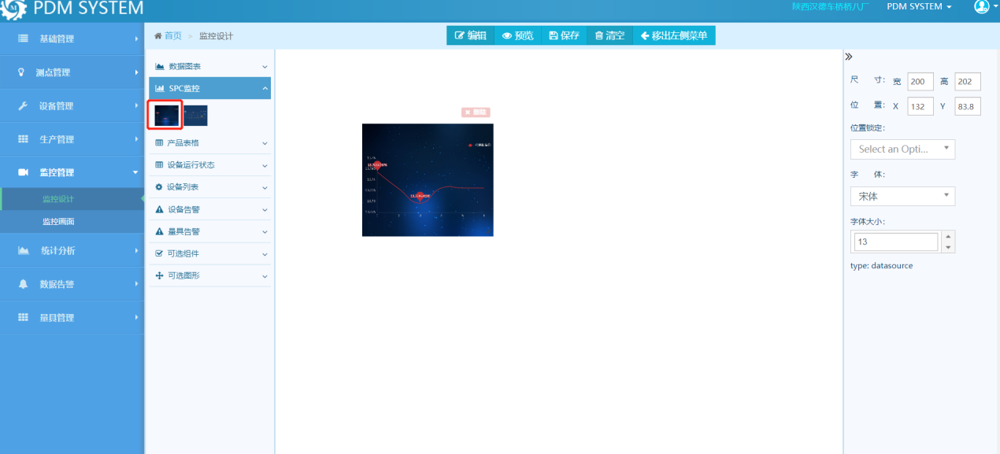 PDM SYSTEM
陕西汉德车桥桥八厂 PDM SYSTEM
基础管理
测点管理
设备管理
生产管理
监控管理
监控设计
监控画面
统计分析
数据告警
量具管理
首页 > 监控设计
编辑 预览 保存 清空 移出左侧菜单
数据图表
SPC监控
产品表格
设备运行状态
设备列表
设备告警
量具告警
可选组件
可选图形
删除
尺 寸: 宽 200 高 202
位 置: X 132 Y 83.8
位置锁定:
Select an Opti...
字 体:
宋体
字体大小:
13
type: datasource